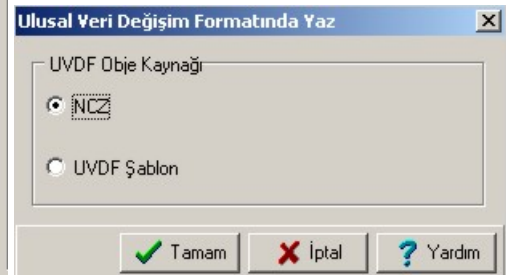 Ulusal Veri Değişim Formatında Yaz
UVDF Obje Kaynağı
NCZ
UVDF Şablon
Tamam İptal Yardım